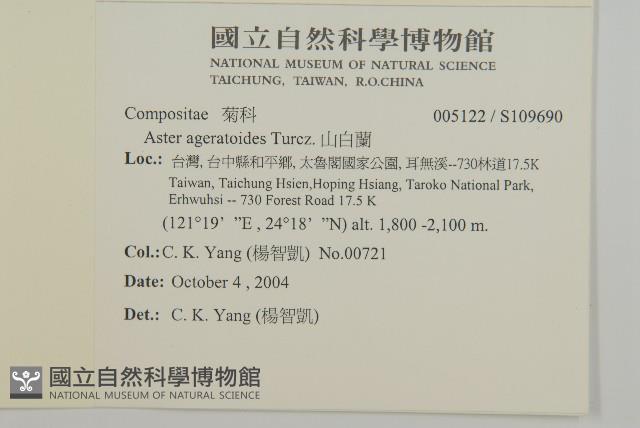 國立自然科學博物館
NATIONAL MUSEUM OF NATURAL SCIENCE
TAICHUNG, TAIWAN, R.O.CHINA
Compositae 菊科 005122 / S109690
Aster ageratoides Turcz. 山白蘭
Loc.: 台灣, 台中縣和平鄉, 太魯閣國家公園, 耳無溪--730林道17.5K
Taiwan, Taichung Hsien,Hoping Hsiang, Taroko National Park,
Erhwuhsi -- 730 Forest Road 17.5 K
(121°19’ ”E , 24°18’ ”N) alt. 1,800 -2,100 m.
Col.: C. K. Yang (楊智凱) No.00721
Date: October 4 , 2004
Det.: C. K. Yang (楊智凱)
國立自然科學博物館
NATIONAL MUSEUM OF NATURAL SCIENCE